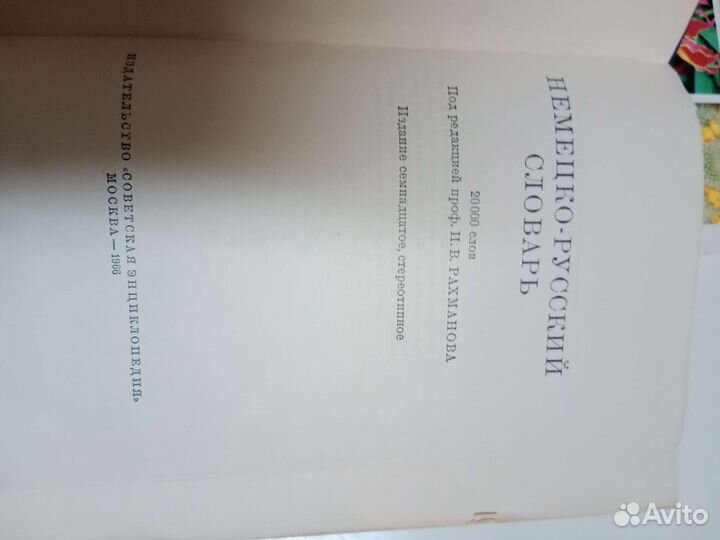 НЕМЕЦКО-РУССКИЙ
СЛОВАРЬ
20000 слов
Под редакцией проф. И. В. РАХМАНОВА
Издание семнадцатое, стереотипное
ИЗДАТЕЛЬСТВО «СОВЕТСКАЯ ЭНЦИКЛОПЕДИЯ»
МОСКВА—1966
Avito